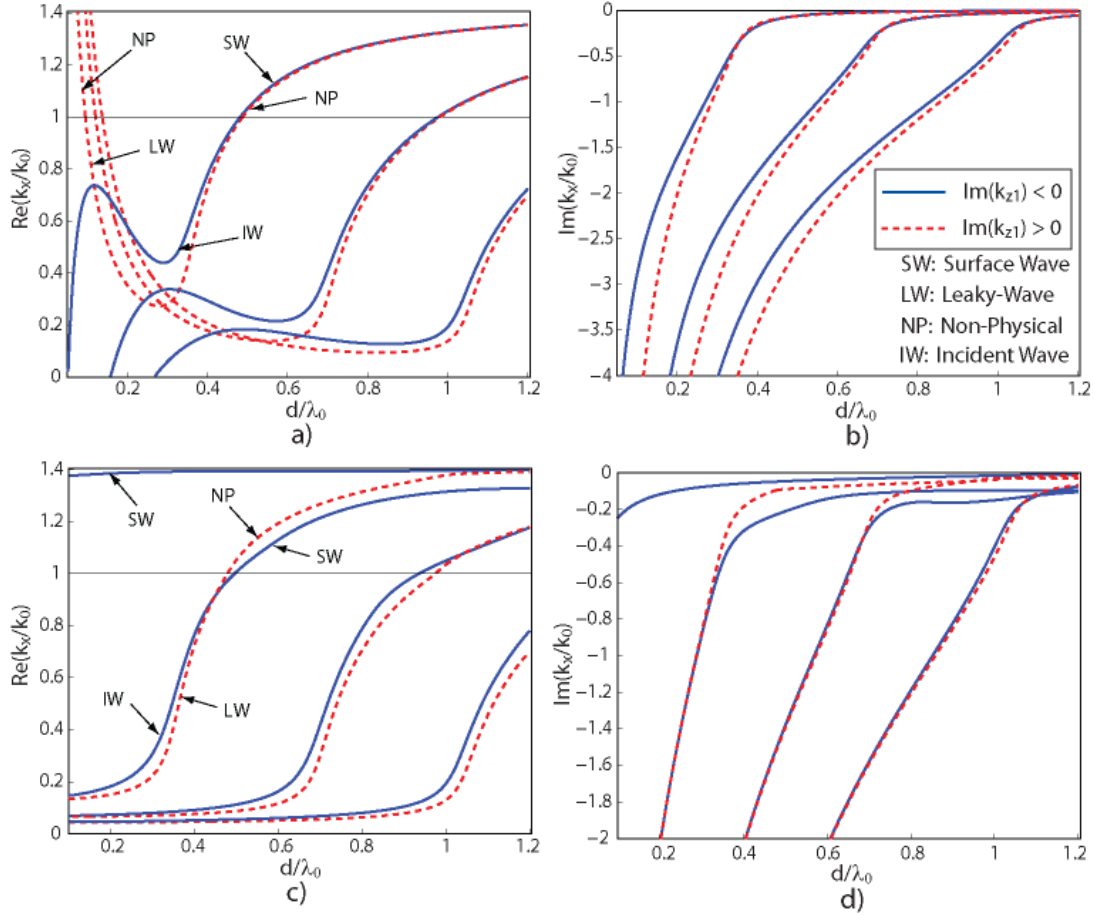 1.4
1.2
1
0.8
0.6
0.4
0.2
0
Re(kx/k0)
NP
SW
NP
LW
IW
0.2 0.4 0.6 0.8 1 1.2
d/λ0
a)
0
−0.5
−1
−1.5
−2
−2.5
−3
−3.5
−4
Im(kx/k0)
Im(kz1) < 0
Im(kz1) > 0
SW: Surface Wave
LW: Leaky-Wave
NP: Non-Physical
IW: Incident Wave
0.2 0.4 0.6 0.8 1 1.2
d/λ0
b)
1.4
1.2
1
0.8
0.6
0.4
0.2
0
Re(kx/k0)
SW
NP
SW
IW
LW
0.2 0.4 0.6 0.8 1 1.2
d/λ0
c)
0
−0.2
−0.4
−0.6
−0.8
−1
−1.2
−1.4
−1.6
−1.8
−2
Im(kx/k0)
0.2 0.4 0.6 0.8 1 1.2
d/λ0
d)